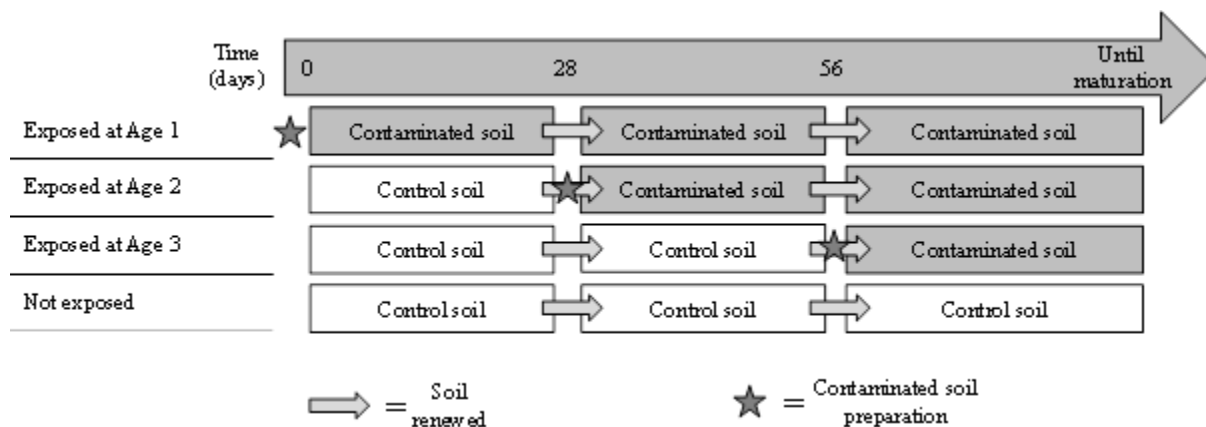 Time
(days)
0
28
56
Until
maturation
Exposed at Age 1
Contaminated soil
Contaminated soil
Contaminated soil
Exposed at Age 2
Control soil
Contaminated soil
Contaminated soil
Exposed at Age 3
Control soil
Control soil
Contaminated soil
Not exposed
Control soil
Control soil
Control soil
= Soil
renewed
= Contaminated soil
preparation